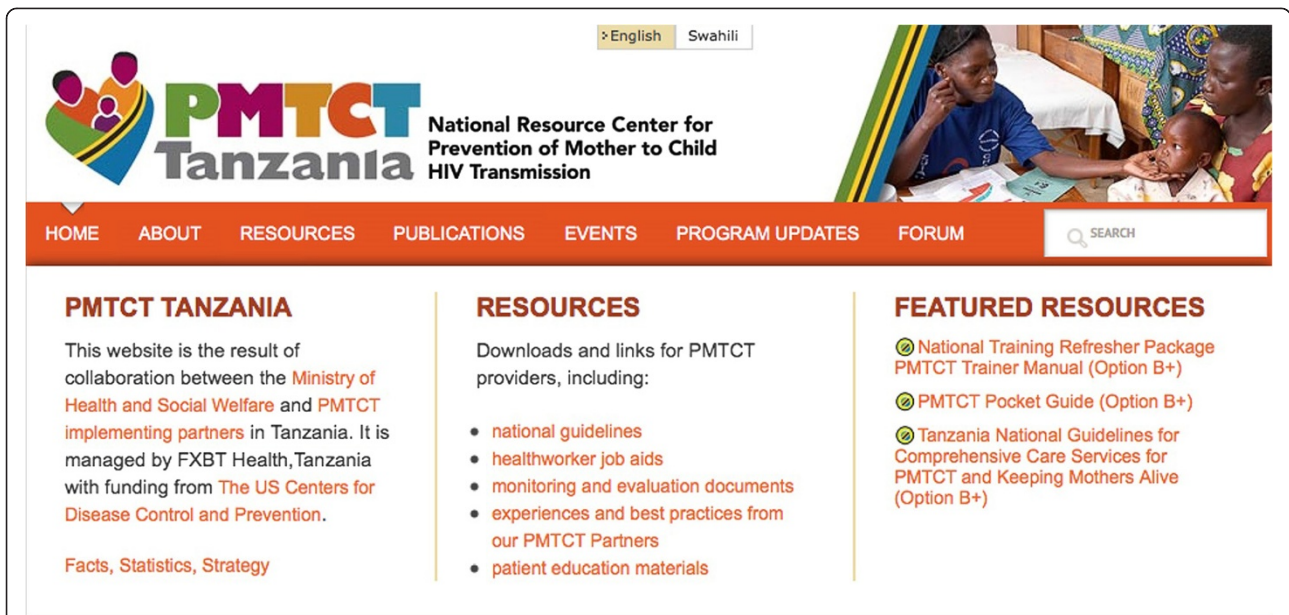 English Swahili
PMTCT
Tanzania
National Resource Center for
Prevention of Mother to Child
HIV Transmission
HOME ABOUT RESOURCES PUBLICATIONS EVENTS PROGRAM UPDATES FORUM SEARCH
PMTCT TANZANIA
This website is the result of
collaboration between the Ministry of
Health and Social Welfare and PMTCT
implementing partners in Tanzania. It is
managed by FXBT Health,Tanzania
with funding from The US Centers for
Disease Control and Prevention.
Facts, Statistics, Strategy
RESOURCES
Downloads and links for PMTCT
providers, including:
national guidelines
healthworker job aids
monitoring and evaluation documents
experiences and best practices from
our PMTCT Partners
patient education materials
FEATURED RESOURCES
National Training Refresher Package
PMTCT Trainer Manual (Option B+)
PMTCT Pocket Guide (Option B+)
Tanzania National Guidelines for
Comprehensive Care Services for
PMTCT and Keeping Mothers Alive
(Option B+)